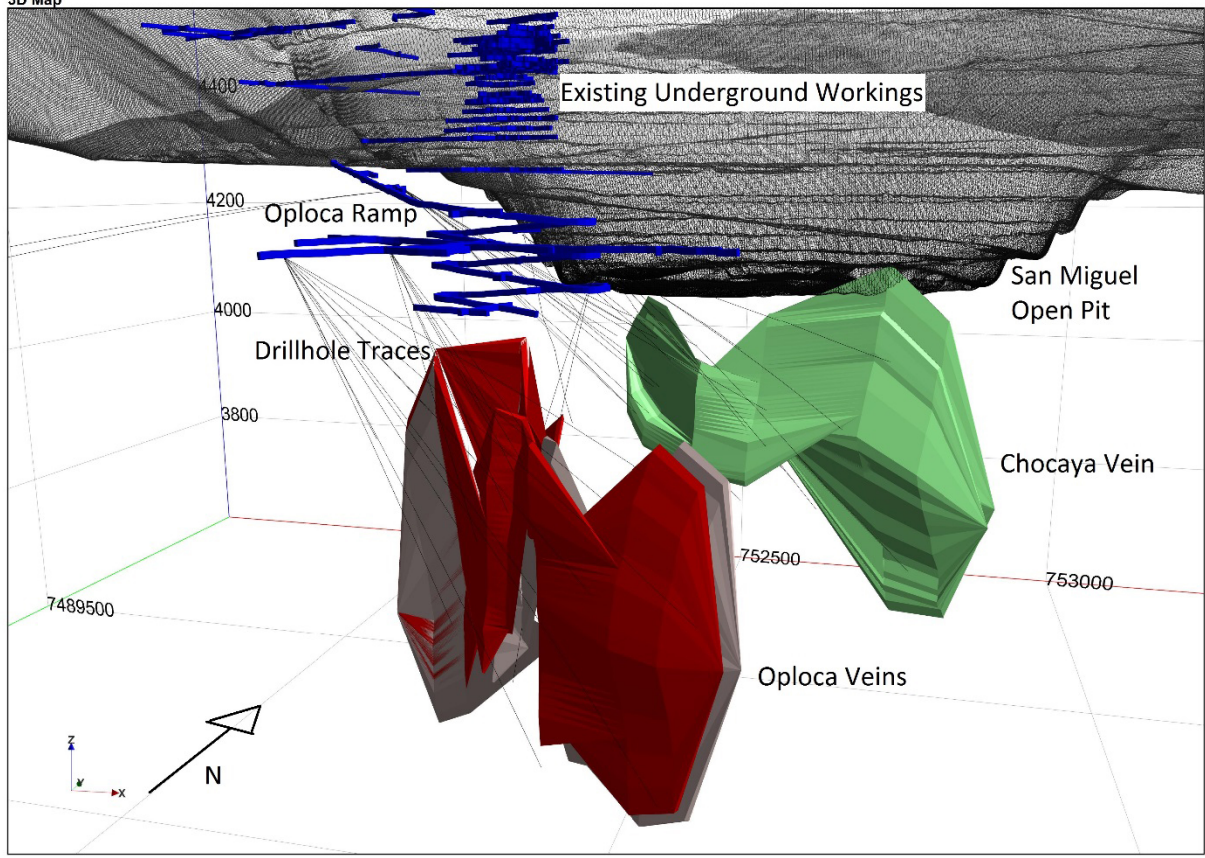 3D Map
4400
Existing Underground Workings
4200
Oploca Ramp
San Miguel
Open Pit
4000
Drillhole Traces
3800
Chocaya Vein
752500
753000
7489500
Oploca Veins
N
Z
Y
X